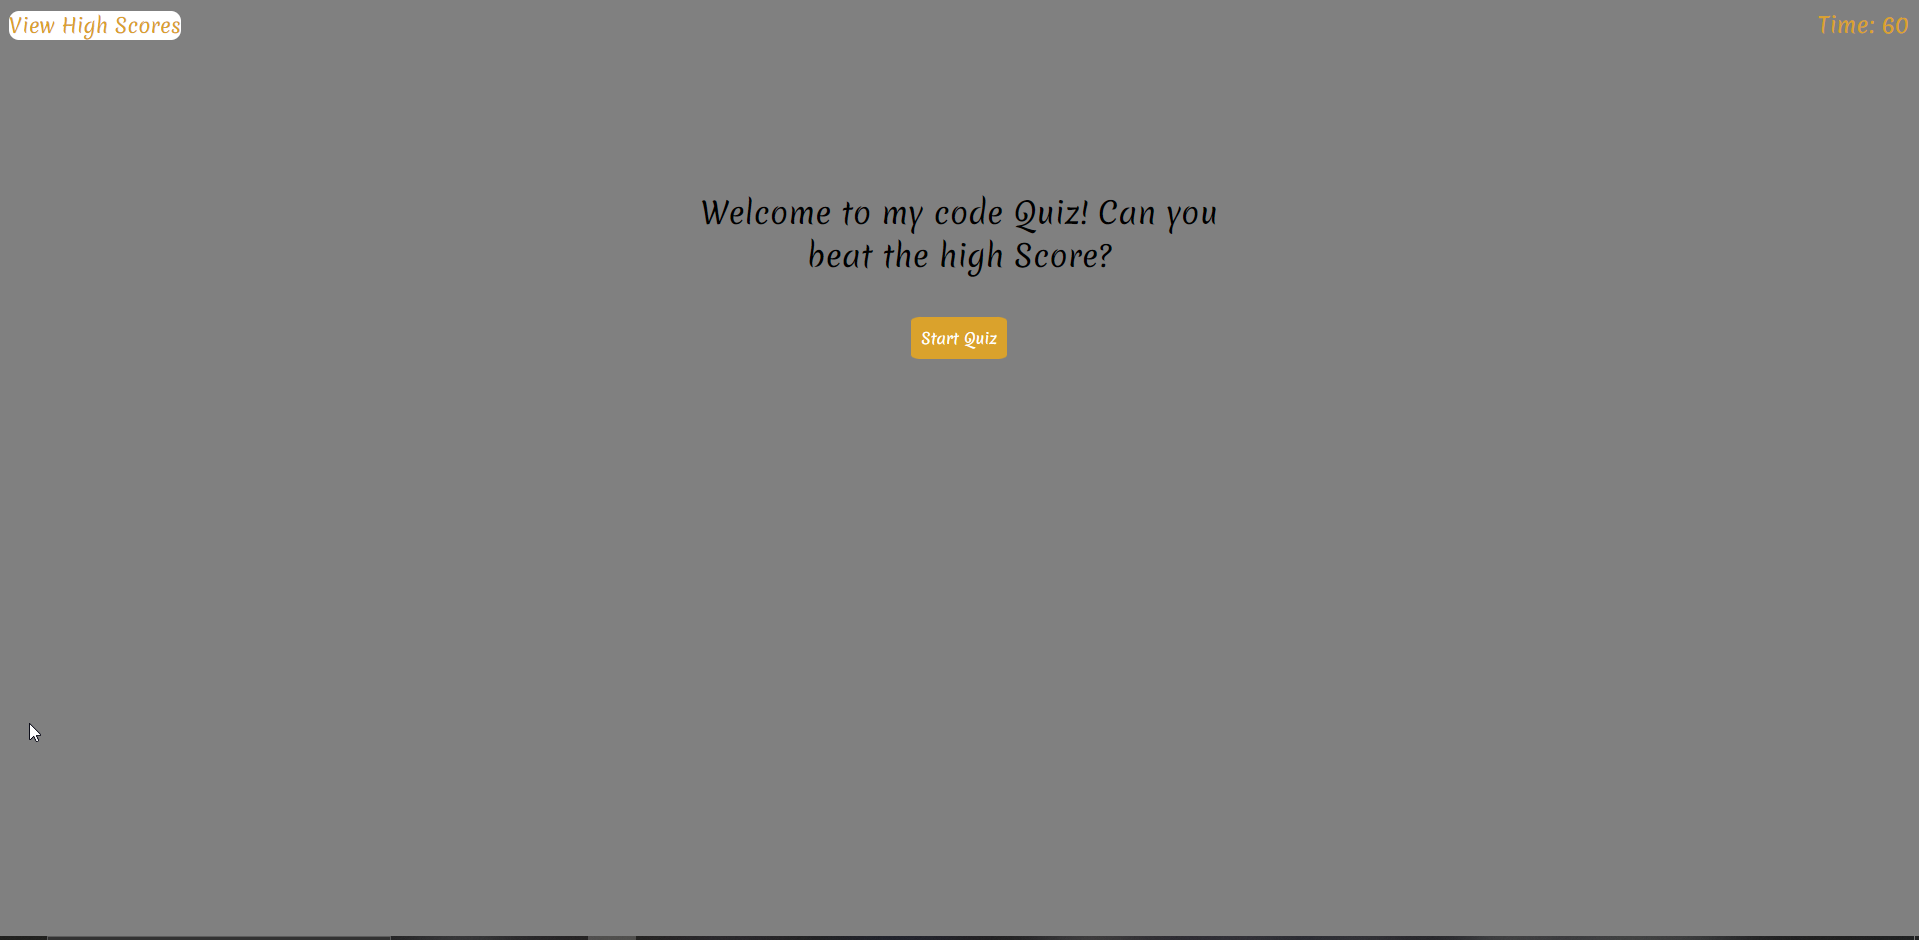 View High Scores
Time: 60
Welcome to my code Quiz! Can you
beat the high Score?
Start Quiz